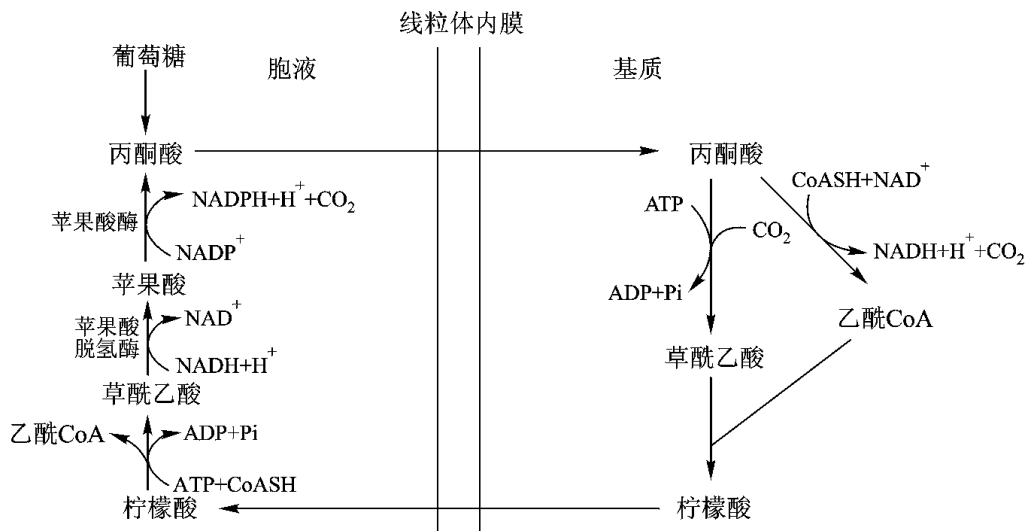 线粒体内膜
葡萄糖
胞液
基质
丙酮酸
丙酮酸
NADPH+H⁺+CO₂
苹果酸酶
NADP⁺
CoASH+NAD⁺
ATP
CO₂
NADH+H⁺+CO₂
苹果酸
ADP+Pi
NAD⁺
苹果酸
脱氢酶
NADH+H⁺
乙酰CoA
草酰乙酸
草酰乙酸
乙酰CoA
ADP+Pi
ATP+CoASH
柠檬酸
柠檬酸